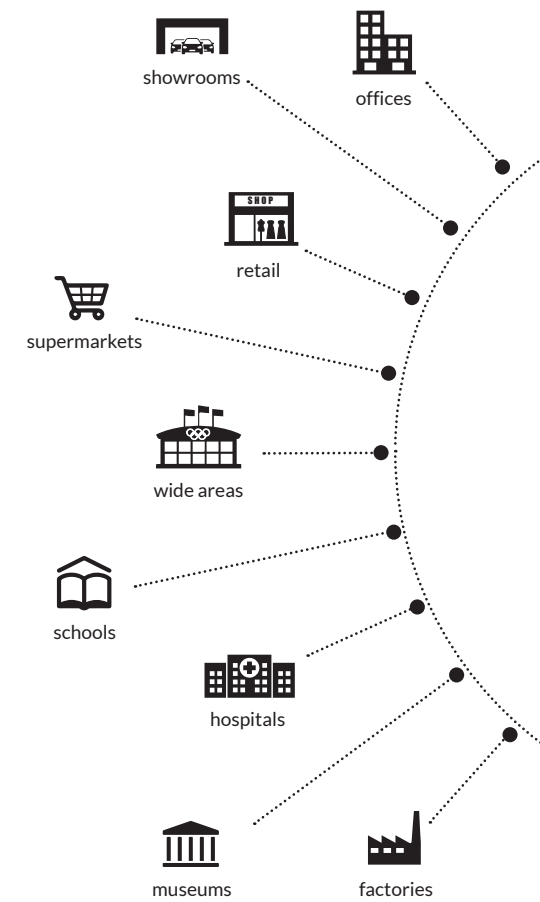 showrooms
offices
SHOP
retail
supermarkets
wide areas
schools
hospitals
museums
factories